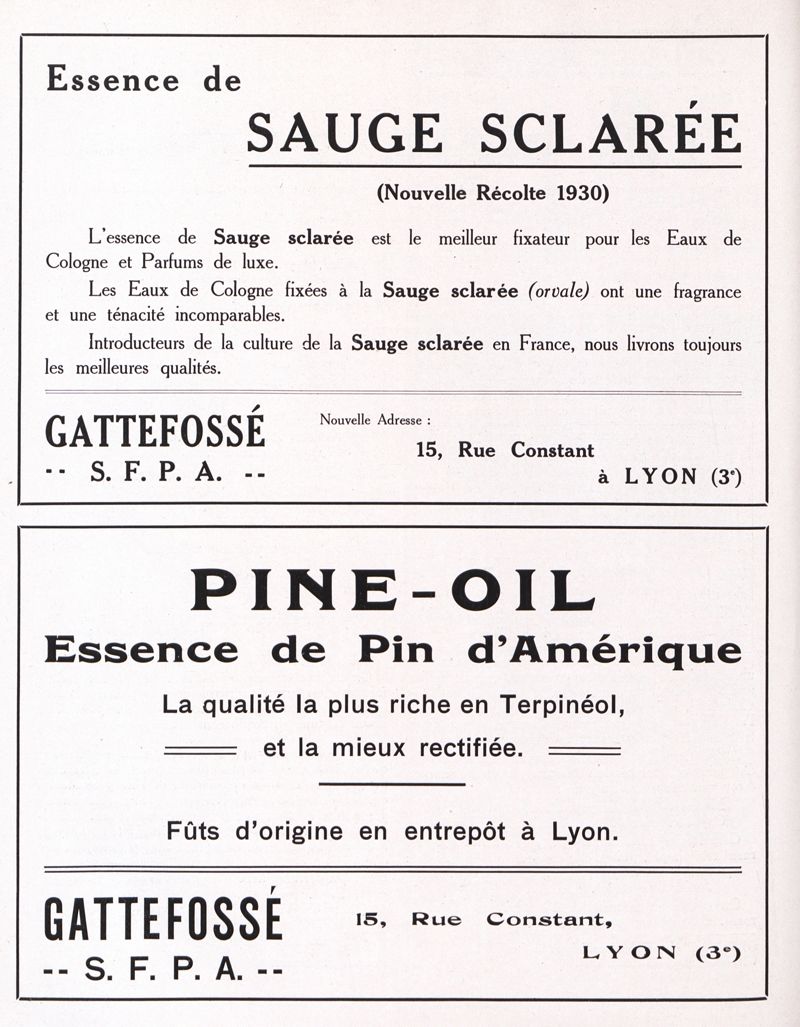 Essence de
SAUGE SCLARÉE
(Nouvelle Récolte 1930)
L'essence de Sauge sclarée est le meilleur fixateur pour les Eaux de
Cologne et Parfums de luxe.
Les Eaux de Cologne fixées à la Sauge sclarée (orvale) ont une fragrance
et une ténacité incomparables.
Introducteurs de la culture de la Sauge sclarée en France, nous livrons toujours
les meilleures qualités.
GATTEFOSSÉ
-- S. F. P. A. --
Nouvelle Adresse :
15, Rue Constant
à LYON (3e)
PINE-OIL
Essence de Pin d'Amérique
La qualité la plus riche en Terpinéol,
et la mieux rectifiée.
Fûts d'origine en entrepôt à Lyon.
GATTEFOSSÉ
-- S. F. P. A. --
15, Rue Constant,
LYON (3e)